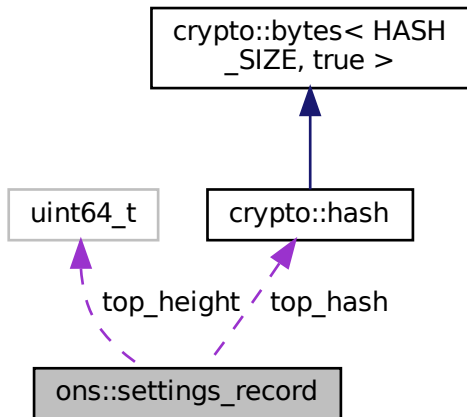 crypto::bytes< HASH
_SIZE, true >
uint64_t
crypto::hash
top_height
top_hash
ons::settings_record